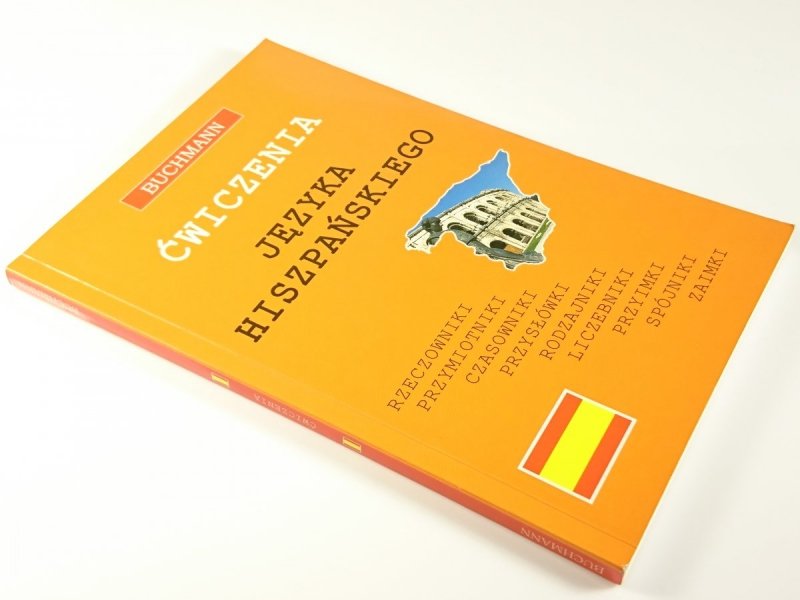 BUCHMANN
ĆWICZENIA
JĘZYKA
HISZPAŃSKIEGO
RZECZOWNIKI
PRZYMIOTNIKI
CZASOWNIKI
PRZYSŁÓWKI
RODZAJNIKI
LICZEBNIKI
PRZYIMKI
SPÓJNIKI
ZAIMKI
ĆWICZENIA
BUCHMANN